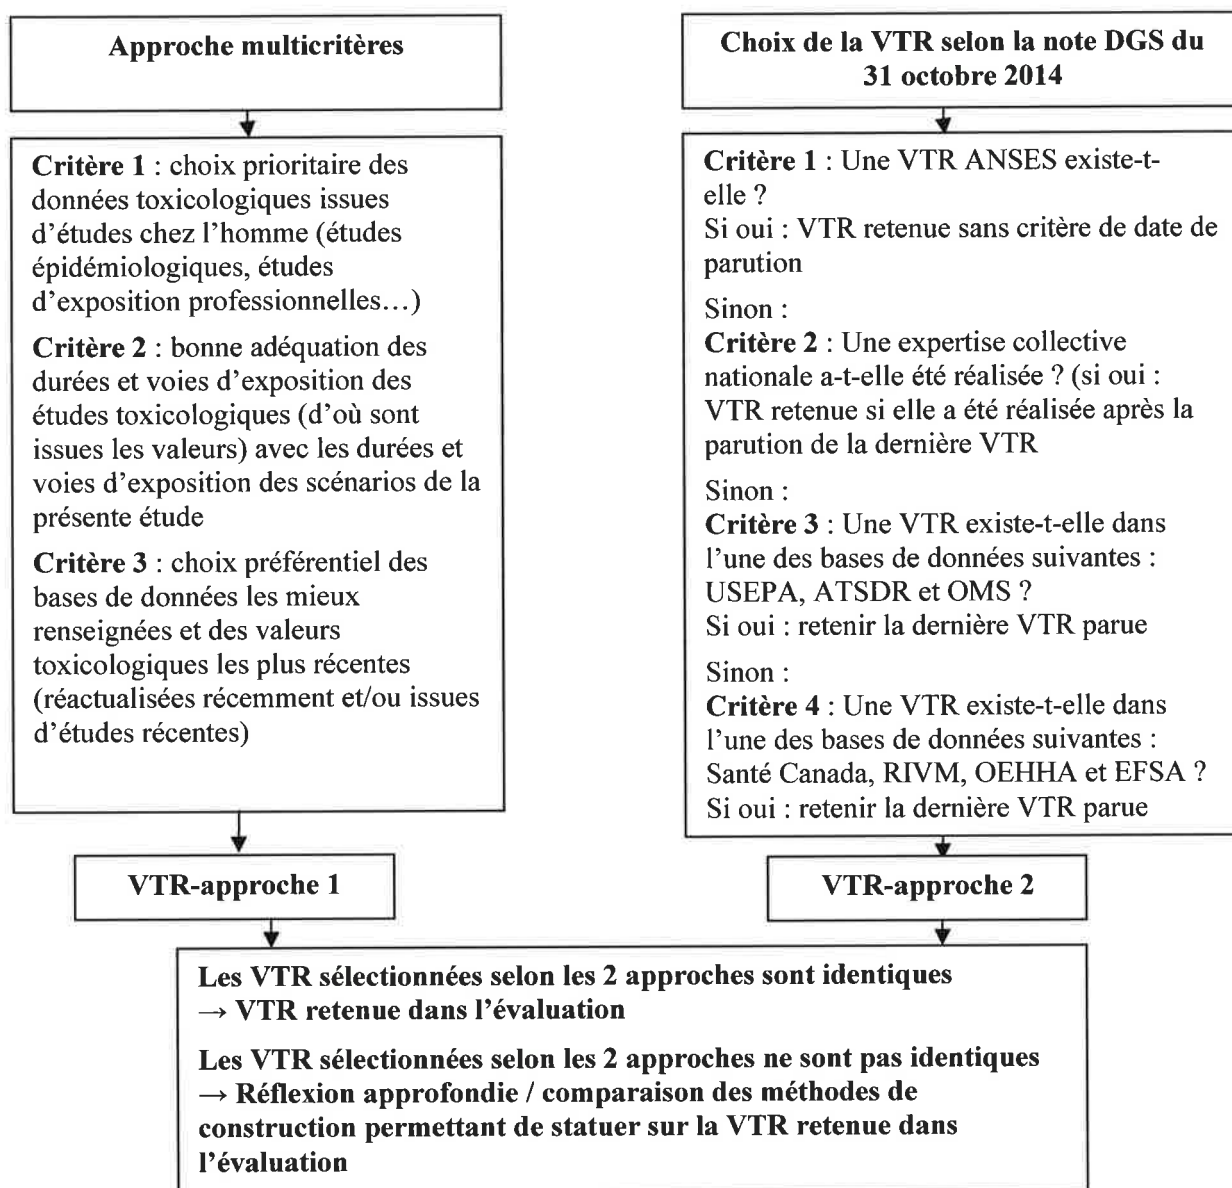 Approche multicritères
Critère 1 : choix prioritaire des
données toxicologiques issues
d'études chez l'homme (études
épidémiologiques, études
d'exposition professionnelles…)
Critère 2 : bonne adéquation des
durées et voies d'exposition des
études toxicologiques (d'où sont
issues les valeurs) avec les durées et
voies d'exposition des scénarios de la
présente étude
Critère 3 : choix préférentiel des
bases de données les mieux
renseignées et des valeurs
toxicologiques les plus récentes
(réactualisées récemment et/ou issues
d'études récentes)
VTR-approche 1
Choix de la VTR selon la note DGS du
31 octobre 2014
Critère 1 : Une VTR ANSES existe-t-
elle ?
Si oui : VTR retenue sans critère de date de
parution
Sinon :
Critère 2 : Une expertise collective
nationale a-t-elle été réalisée ? (si oui :
VTR retenue si elle a été réalisée après la
parution de la dernière VTR
Sinon :
Critère 3 : Une VTR existe-t-elle dans
l'une des bases de données suivantes :
USEPA, ATSDR et OMS ?
Si oui : retenir la dernière VTR parue
Sinon :
Critère 4 : Une VTR existe-t-elle dans
l'une des bases de données suivantes :
Santé Canada, RIVM, OEHHA et EFSA ?
Si oui : retenir la dernière VTR parue
VTR-approche 2
Les VTR sélectionnées selon les 2 approches sont identiques
→ VTR retenue dans l'évaluation
Les VTR sélectionnées selon les 2 approches ne sont pas identiques
→ Réflexion approfondie / comparaison des méthodes de
construction permettant de statuer sur la VTR retenue dans
l'évaluation